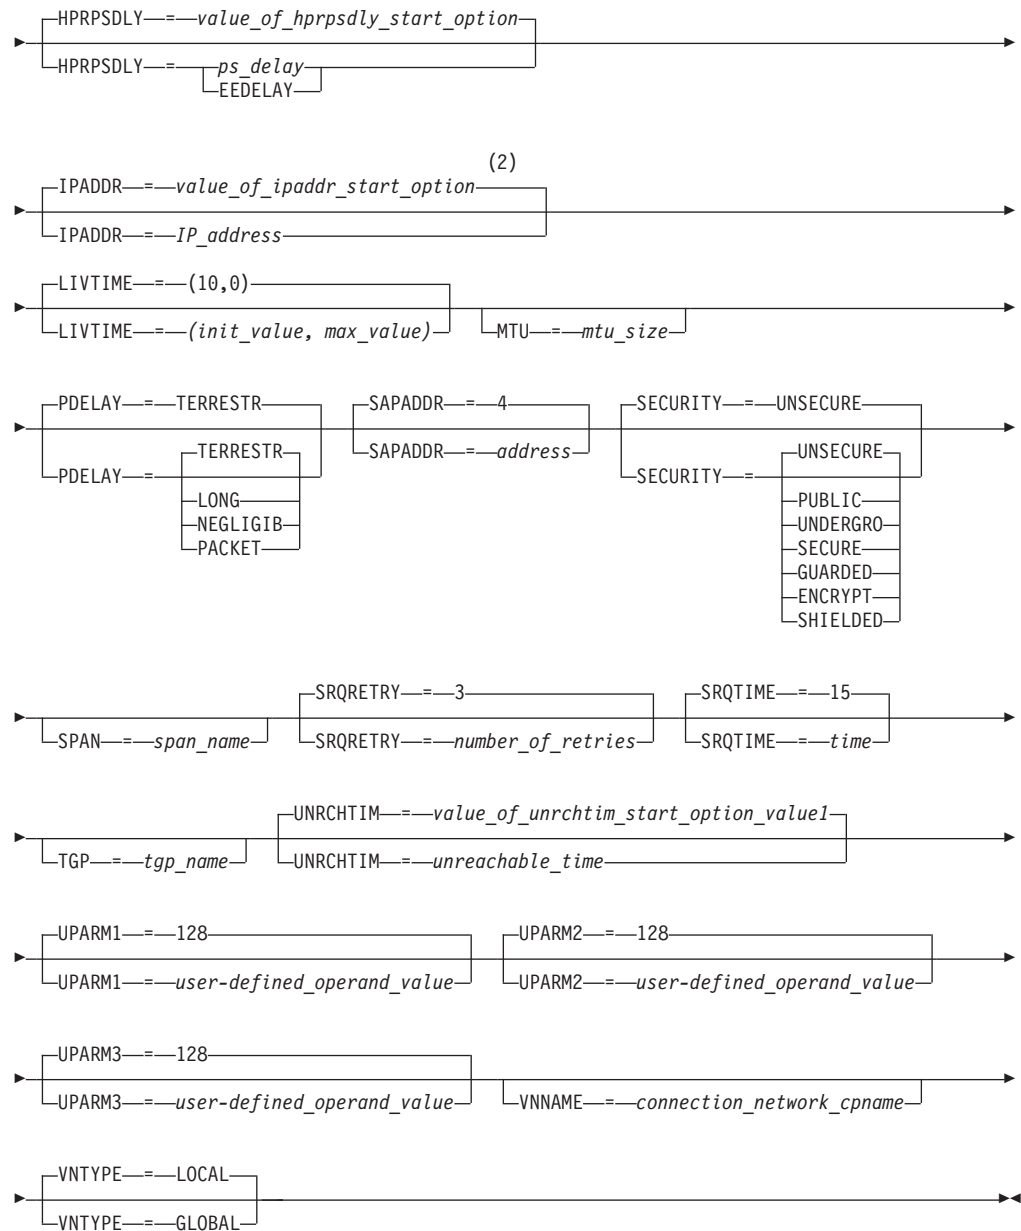 HPRPSDLY = value_of_hprpsdly_start_option
HPRPSDLY = ps_delay
EEDELAY
(2)
IPADDR = value_of_ipaddr_start_option
IPADDR = IP_address
LIVTIME = (10,0)
LIVTIME = (init_value, max_value) MTU = mtu_size
PDELAY = TERRESTR SAPADDR = 4 SECURITY = UNSECURE
TERRESTR SAPADDR = address UNSECURE
PDELAY = SECURITY =
LONG PUBLIC
NEGLIGIB UNDERGRO
PACKET SECURE
GUARDED
ENCRYPT
SHIELDED
SRQRETRY = 3 SRQTIME = 15
SPAN = span_name SRQRETRY = number_of_retries SRQTIME = time
UNRCHTIM = value_of_unrchtim_start_option_value1
TGP = tgp_name UNRCHTIM = unreachable_time
UPARM1 = 128 UPARM2 = 128
UPARM1 = user-defined_operand_value UPARM2 = user-defined_operand_value
UPARM3 = 128
UPARM3 = user-defined_operand_value VNNAME = connection_network_cpname
VNTYPE = LOCAL
VNTYPE = GLOBAL